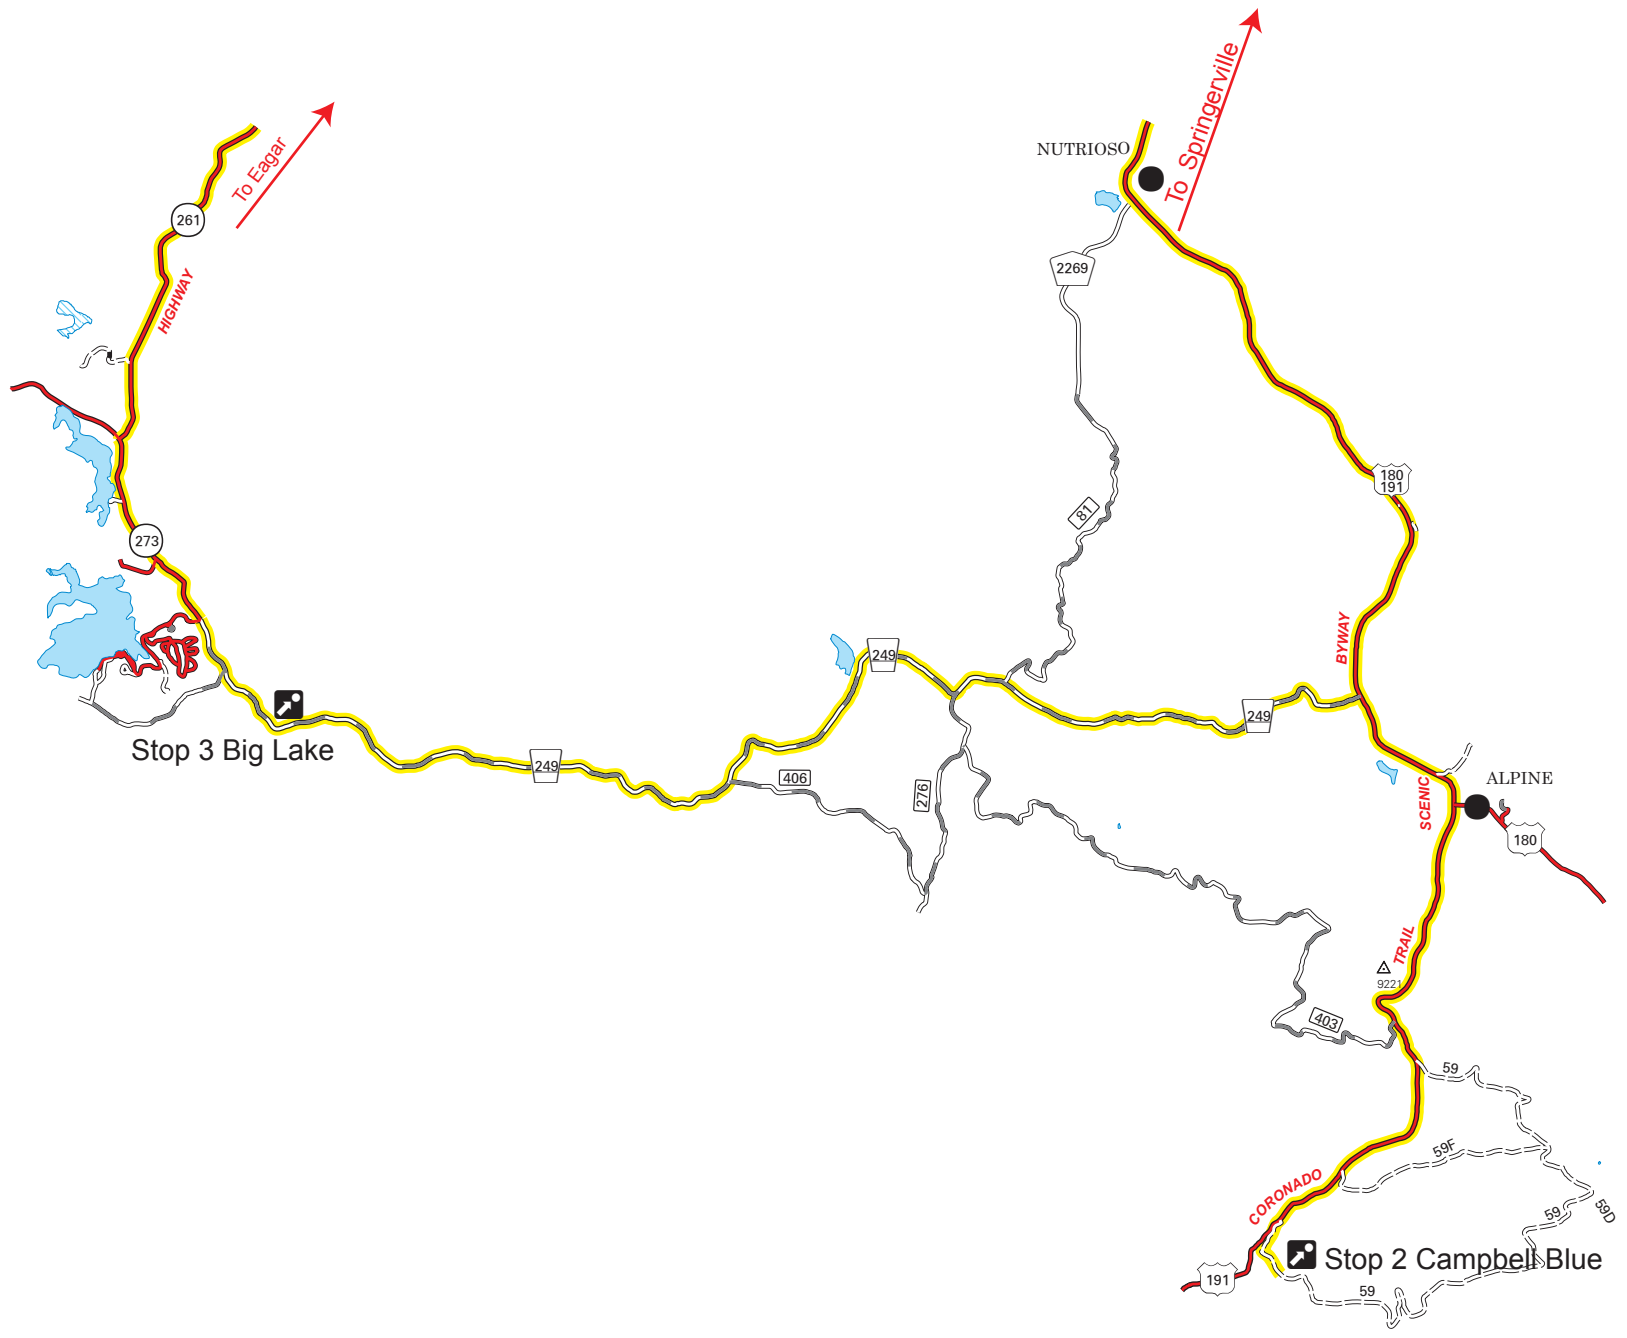 To Springerville
To Eagar
NUTRIOSO
261
2269
HIGHWAY
180
191
81
273
BYWAY
249
249
Stop 3 Big Lake
249
406
276
SCENIC
ALPINE
180
TRAIL
9221
403
59
59F
CORONADO
59
59D
Stop 2 Campbell Blue
191
59